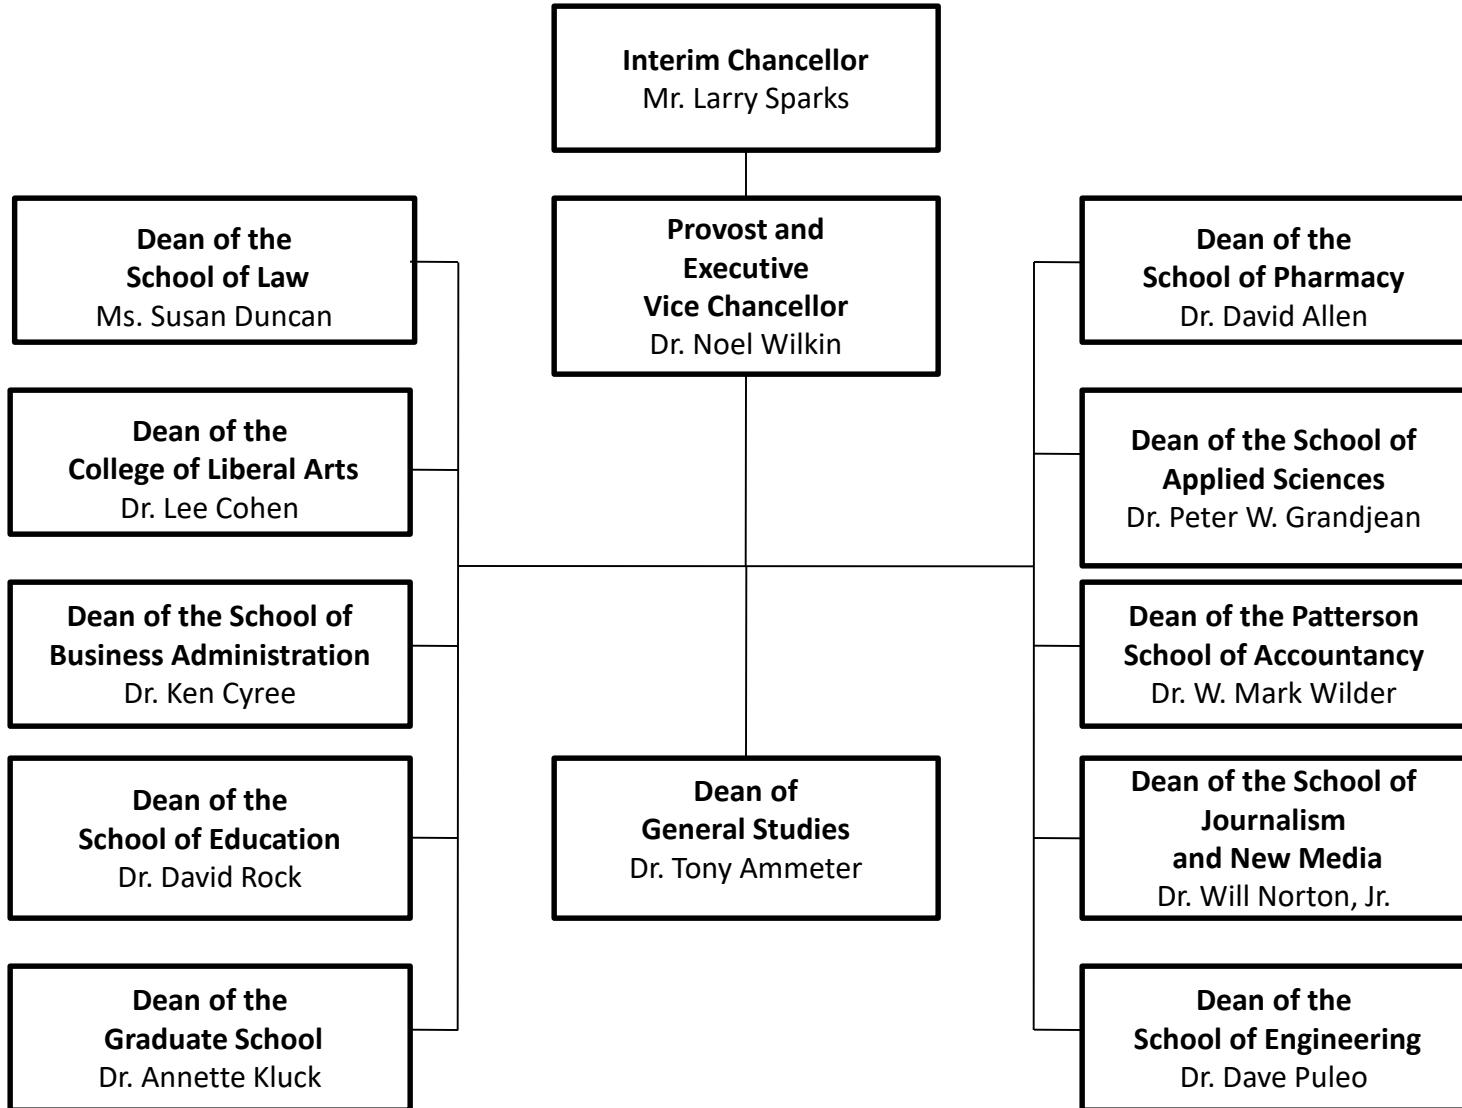 Interim Chancellor
Mr. Larry Sparks
Provost and
Executive
Vice Chancellor
Dr. Noel Wilkin
Dean of the
School of Law
Ms. Susan Duncan
Dean of the
College of Liberal Arts
Dr. Lee Cohen
Dean of the School of
Business Administration
Dr. Ken Cyree
Dean of the
School of Education
Dr. David Rock
Dean of the
Graduate School
Dr. Annette Kluck
Dean of
General Studies
Dr. Tony Ammeter
Dean of the
School of Pharmacy
Dr. David Allen
Dean of the School of
Applied Sciences
Dr. Peter W. Grandjean
Dean of the Patterson
School of Accountancy
Dr. W. Mark Wilder
Dean of the School of
Journalism
and New Media
Dr. Will Norton, Jr.
Dean of the
School of Engineering
Dr. Dave Puleo